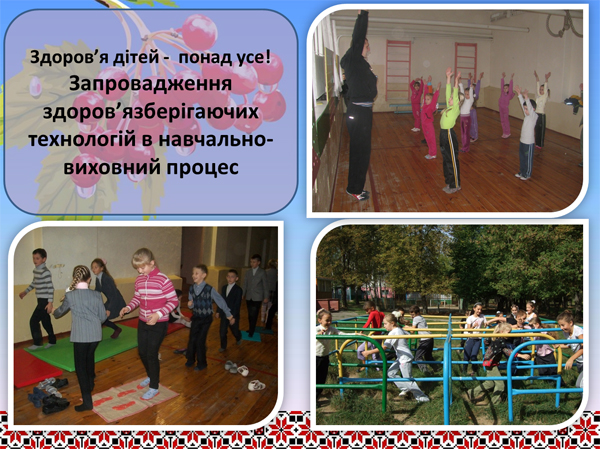 Здоров’я дітей - понад усе!
Запровадження
здоров’язберігаючих
технологій в навчально-
виховний процес